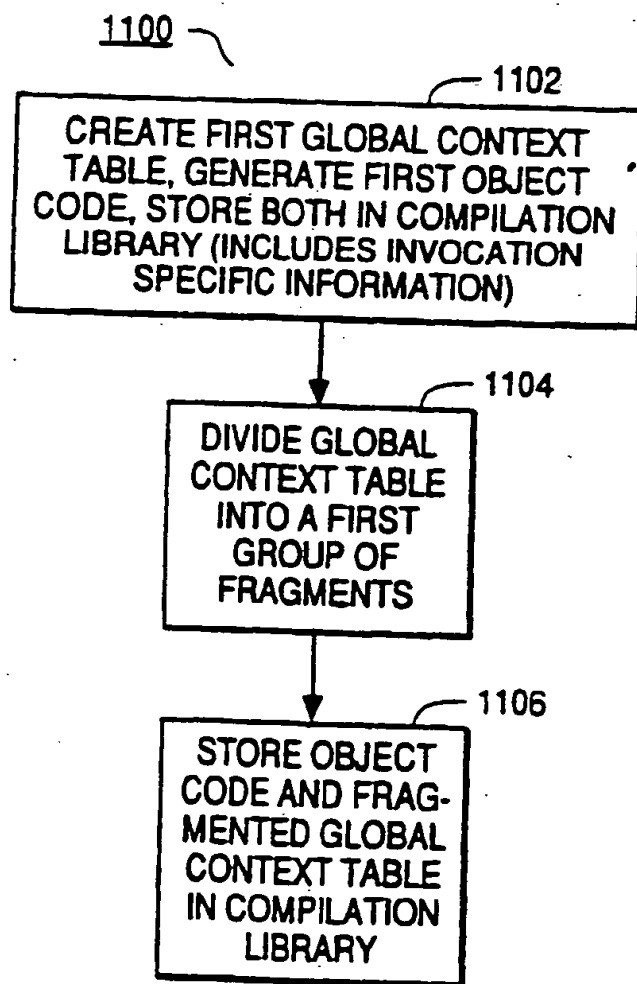 1100
1102
CREATE FIRST GLOBAL CONTEXT
TABLE, GENERATE FIRST OBJECT
CODE, STORE BOTH IN COMPILATION
LIBRARY (INCLUDES INVOCATION
SPECIFIC INFORMATION)
1104
DIVIDE GLOBAL
CONTEXT TABLE
INTO A FIRST
GROUP OF
FRAGMENTS
1106
STORE OBJECT
CODE AND FRAG-
MENTED GLOBAL
CONTEXT TABLE
IN COMPILATION
LIBRARY